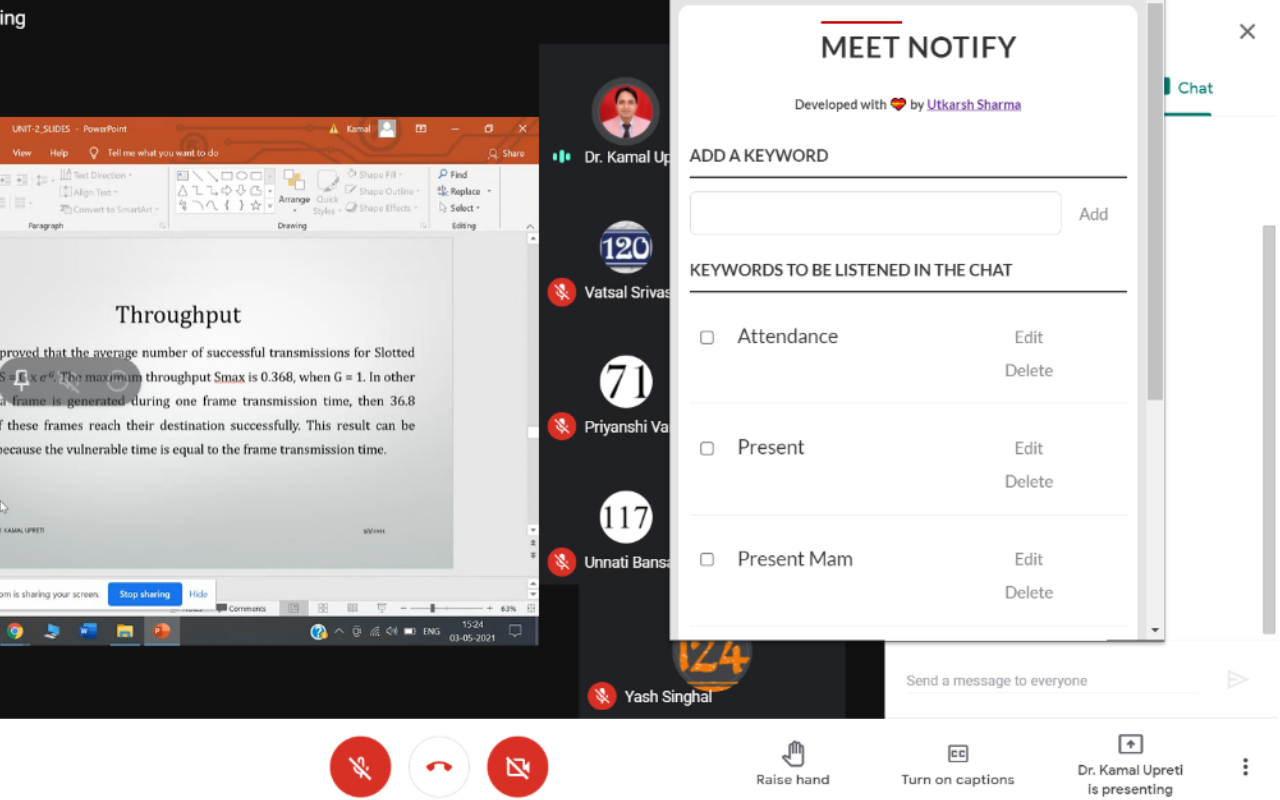 ing
UNIT-2_SLIDES - PowerPoint
Kamal
View Help Tell me what you want to do
Share
Text Direction
Align Text
Convert to SmartArt
Paragraph
Arrange
Quick Styles
Shape Fill
Shape Outline
Shape Effects
Drawing
Find
Replace
Select
Editing
Throughput
proved that the average number of successful transmissions for Slotted
The maximum throughput Smax is 0.368, when G = 1. In other
a frame is generated during one frame transmission time, then 36.8
f these frames reach their destination successfully. This result can be
because the vulnerable time is equal to the frame transmission time.
KAMAL UPRETI
om is sharing your screen. Stop sharing Hide
Notes Comments 63%
ENG 15:24
03-05-2021
Dr. Kamal Up
120
Vatsal Srivas
71
Priyanshi Va
117
Unnati Bansa
124
Yash Singhal
MEET NOTIFY
Developed with ❤ by Utkarsh Sharma
ADD A KEYWORD
Add
KEYWORDS TO BE LISTENED IN THE CHAT
Attendance Edit
Delete
Present Edit
Delete
Present Mam Edit
Delete
Chat
Send a message to everyone
Raise hand
Turn on captions
Dr. Kamal Upreti
is presenting